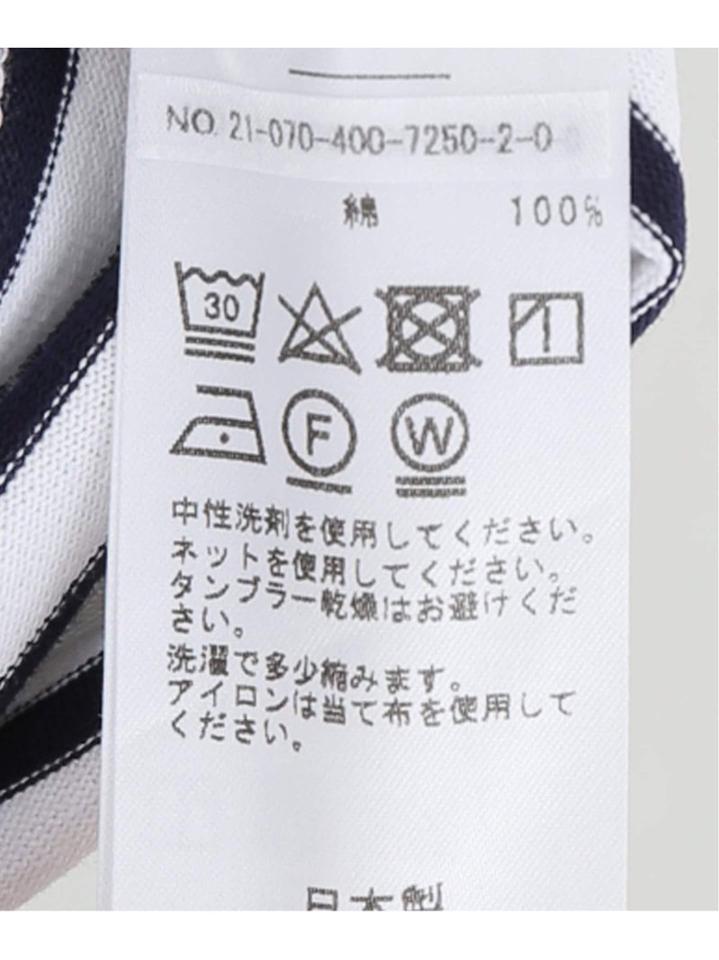 NO. 21-070-400-7250-2-0
綿 100%
30
F W
中性洗剤を使用してください。
ネットを使用してください。
タンブラー乾燥はお避けくだ
さい。
洗濯で多少縮みます。
アイロンは当て布を使用して
ください。
日本製